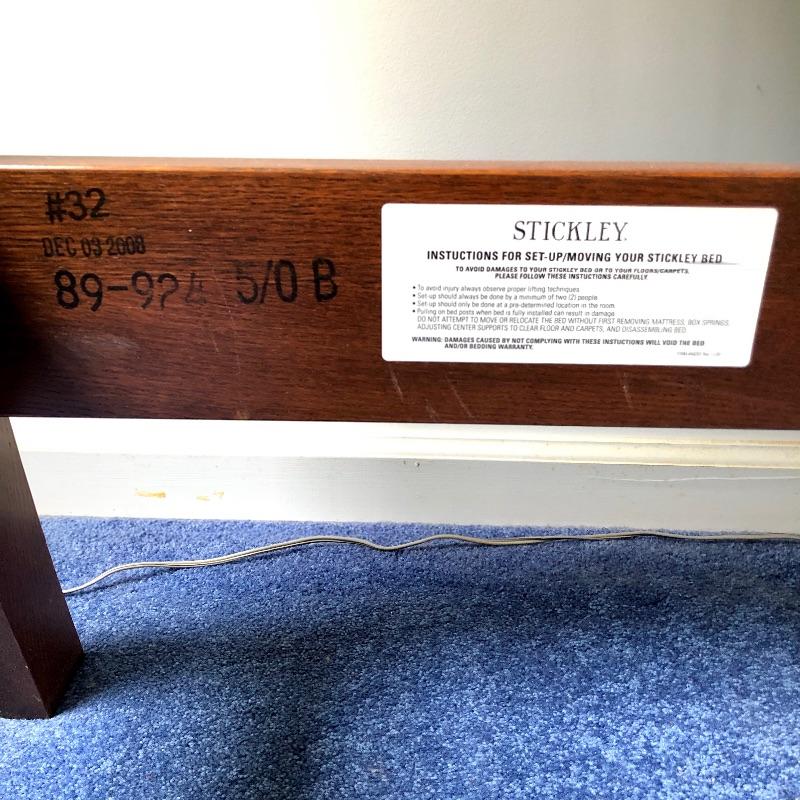 #32
DEC 03 2008
89-924 5/0 B
STICKLEY
INSTUCTIONS FOR SET-UP/MOVING YOUR STICKLEY BED
TO AVOID DAMAGES TO YOUR STICKLEY BED OR TO YOUR FLOORS/CARPETS,
PLEASE FOLLOW THESE INSTUCTIONS CAREFULLY
• To avoid injury always observe proper lifting techniques
• Set-up should always be done by a minimum of two (2) people.
• Set-up should only be done at a pre-determined location in the room.
• Pulling on bed posts when bed is fully installed can result in damage
DO NOT ATTEMPT TO MOVE OR RELOCATE THE BED WITHOUT FIRST REMOVING MATTRESS, BOX SPRINGS,
ADJUSTING CENTER SUPPORTS TO CLEAR FLOOR AND CARPETS, AND DISASSEMBLING BED.
WARNING: DAMAGES CAUSED BY NOT COMPLYING WITH THESE INSTUCTIONS WILL VOID THE BED
AND/OR BEDDING WARRANTY.